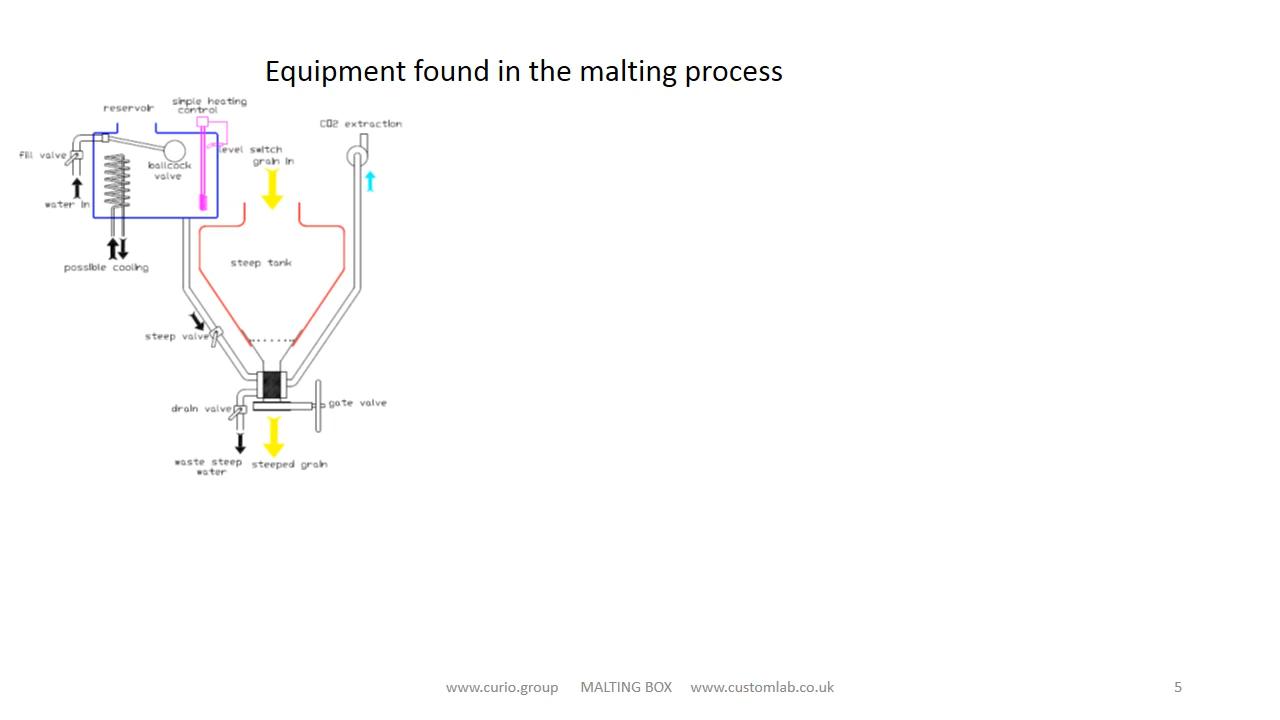 Equipment found in the malting process
reservoir
simple heating
control
CO2 extraction
fill valve
level switch
grain in
ballcock
valve
water in
possible cooling
steep tank
steep valve
drain valve
gate valve
waste steep
water
steeped grain
www.curio.group MALTING BOX www.customlab.co.uk
5